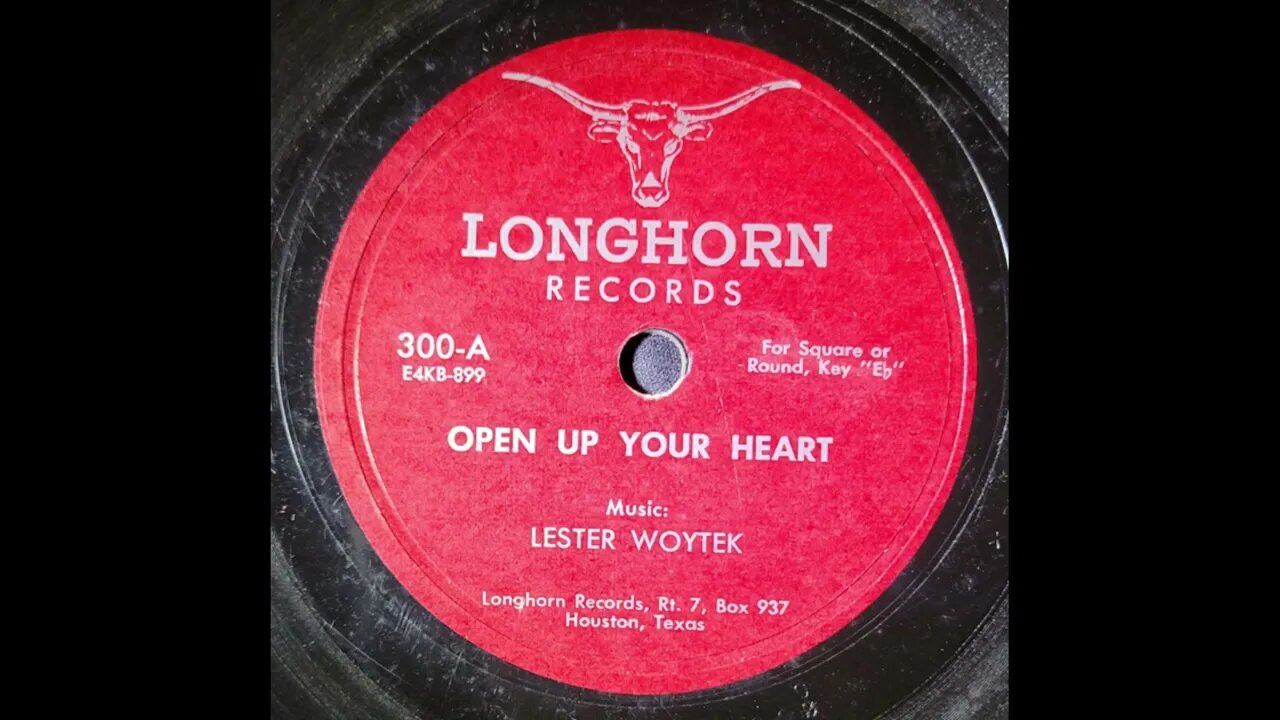 LONGHORN
RECORDS
300-A
E4KB-899
For Square or
Round, Key "E♭"
OPEN UP YOUR HEART
Music:
LESTER WOYTEK
Longhorn Records, Rt. 7, Box 937
Houston, Texas